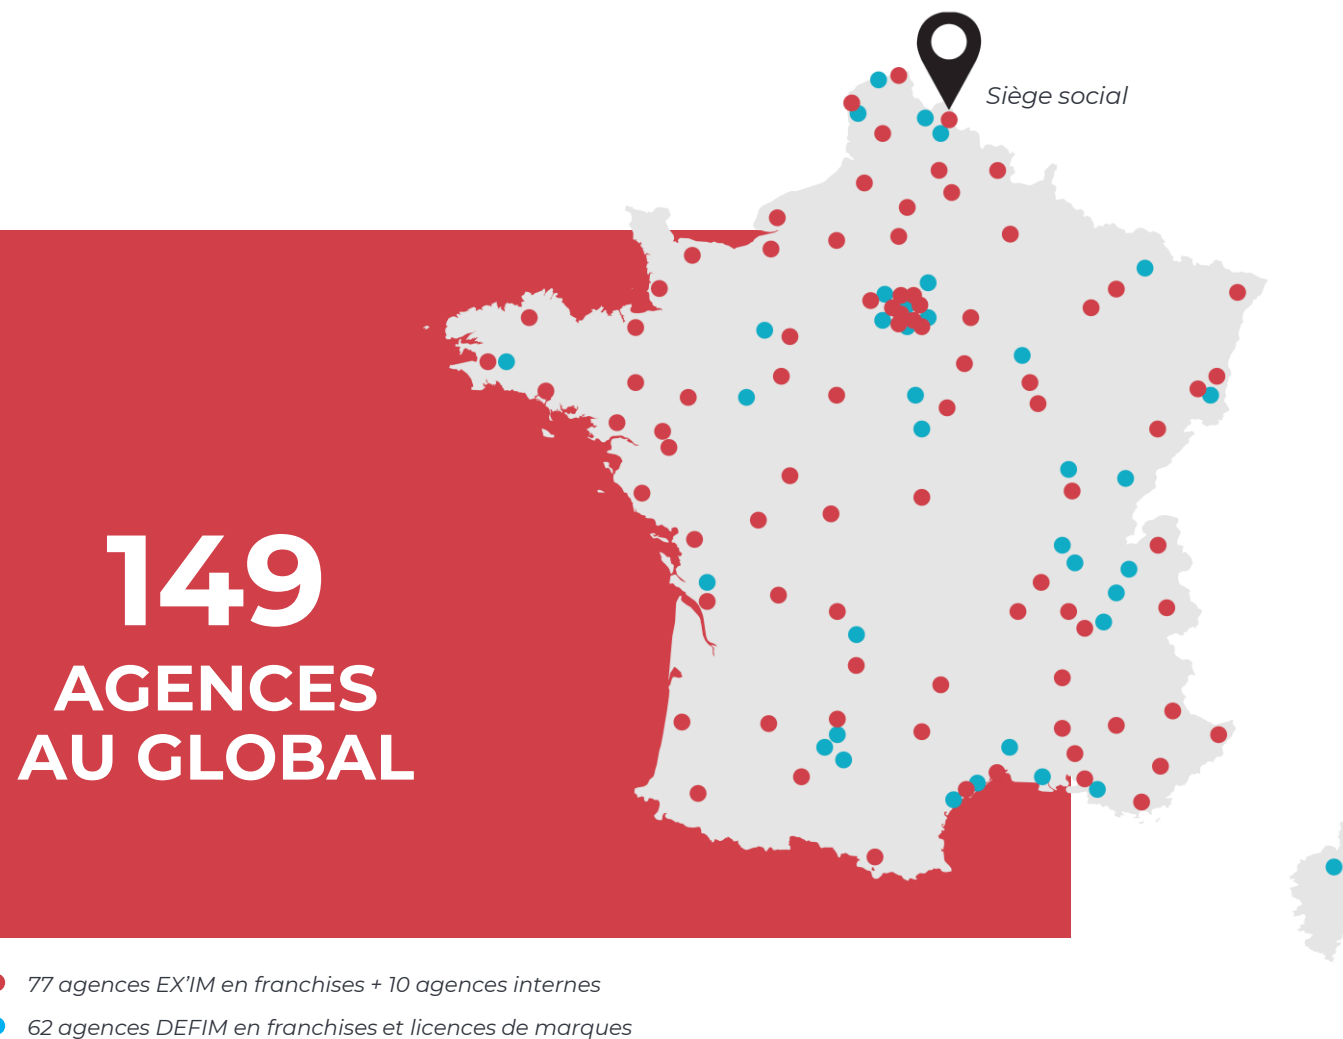 Siège social
149
AGENCES
AU GLOBAL
77 agences EX'IM en franchises + 10 agences internes
62 agences DEFIM en franchises et licences de marques